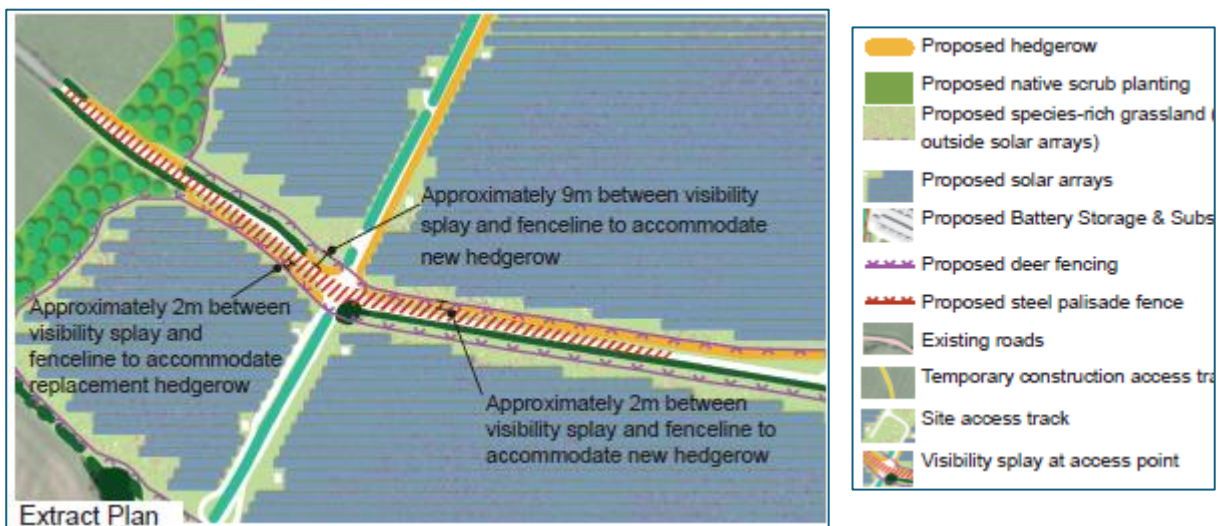 Approximately 9m between visibility
splay and fenceline to accommodate
new hedgerow
Approximately 2m between
visibility splay and
fenceline to accommodate
replacement hedgerow
Approximately 2m between
visibility splay and fenceline to
accommodate new hedgerow
Extract Plan
Proposed hedgerow
Proposed native scrub planting
Proposed species-rich grassland (
outside solar arrays)
Proposed solar arrays
Proposed Battery Storage & Subs
Proposed deer fencing
Proposed steel palisade fence
Existing roads
Temporary construction access tra
Site access track
Visibility splay at access point